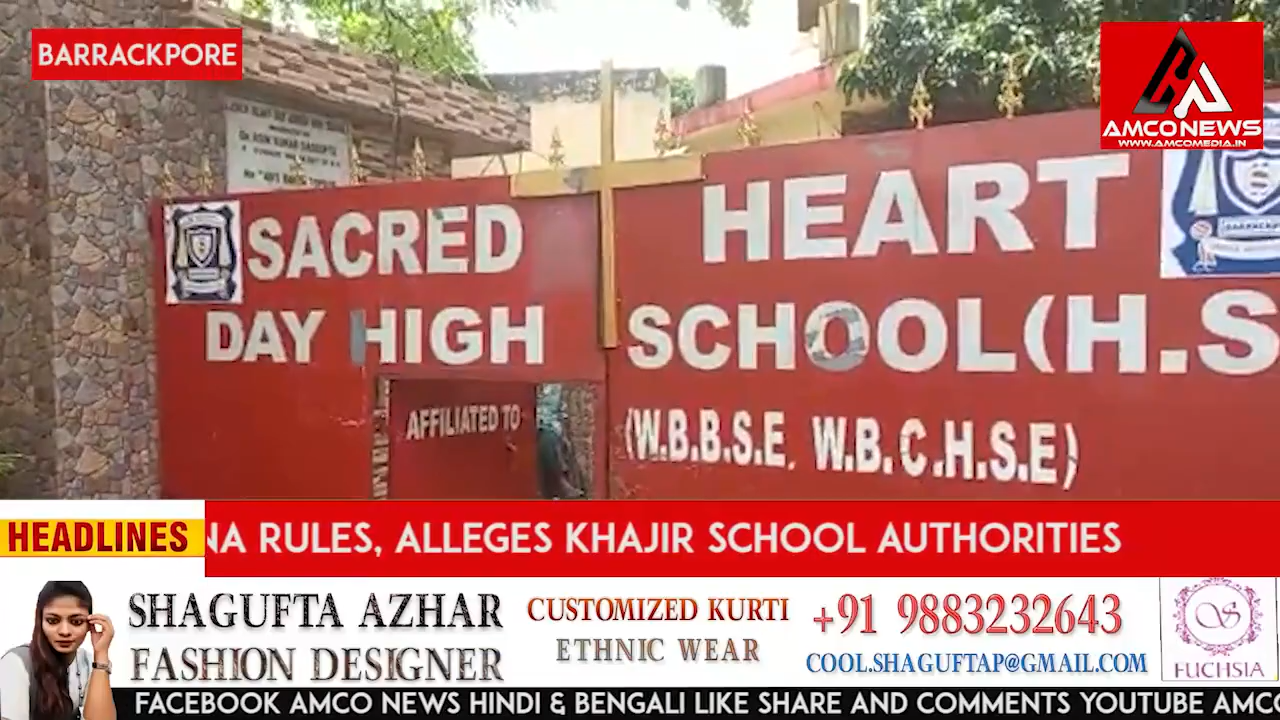 BARRACKPORE
AMCO NEWS
WWW.AMCOMEDIA.IN
SACRED HEART
DAY HIGH SCHOOL (H.S
AFFILIATED TO
(W.B.B.S.E. W.B.C.H.S.E)
HEADLINES
NA RULES, ALLEGES KHAJIR SCHOOL AUTHORITIES
SHAGUFTA AZHAR
FASHION DESIGNER
CUSTOMIZED KURTI
ETHNIC WEAR
+91 9883232643
COOL.SHAGUFTAP@GMAIL.COM
FUCHSIA
FACEBOOK AMCO NEWS HINDI & BENGALI LIKE SHARE AND COMMENTS YOUTUBE AMCO